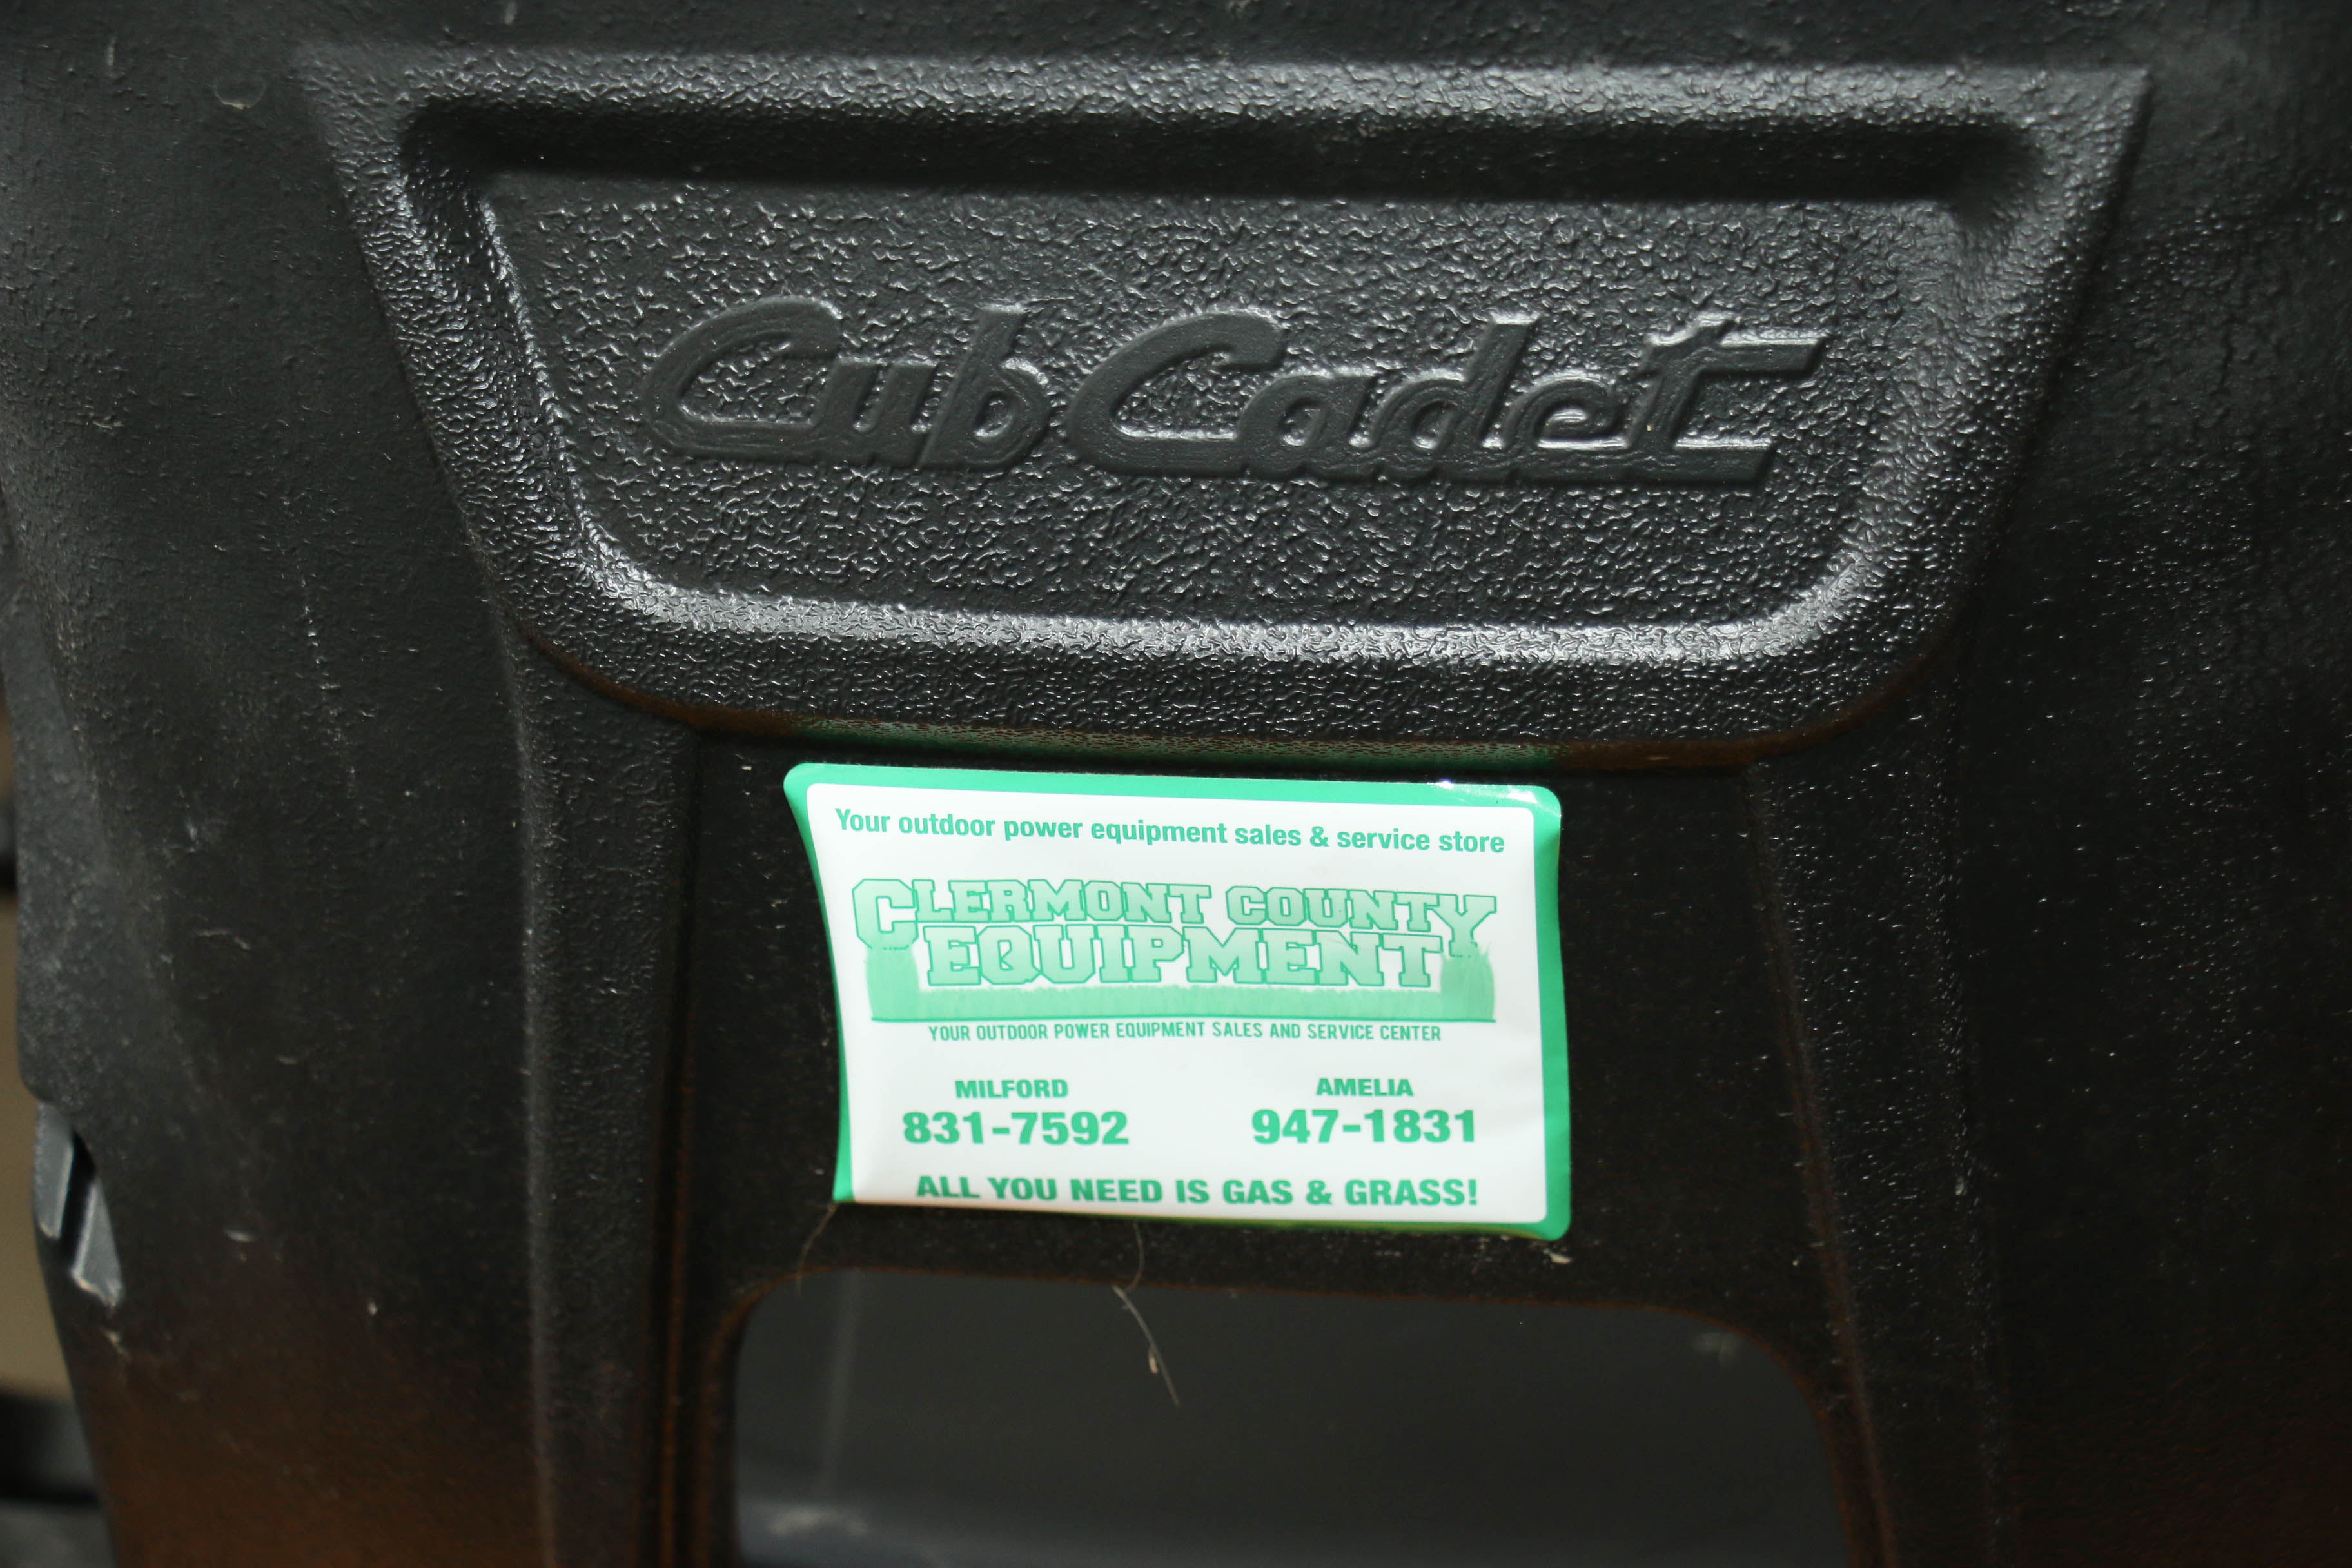 Cub Cadet
Your outdoor power equipment sales & service store
CLERMONT COUNTY
EQUIPMENT
YOUR OUTDOOR POWER EQUIPMENT SALES AND SERVICE CENTER
MILFORD AMELIA
831-7592 947-1831
ALL YOU NEED IS GAS & GRASS!